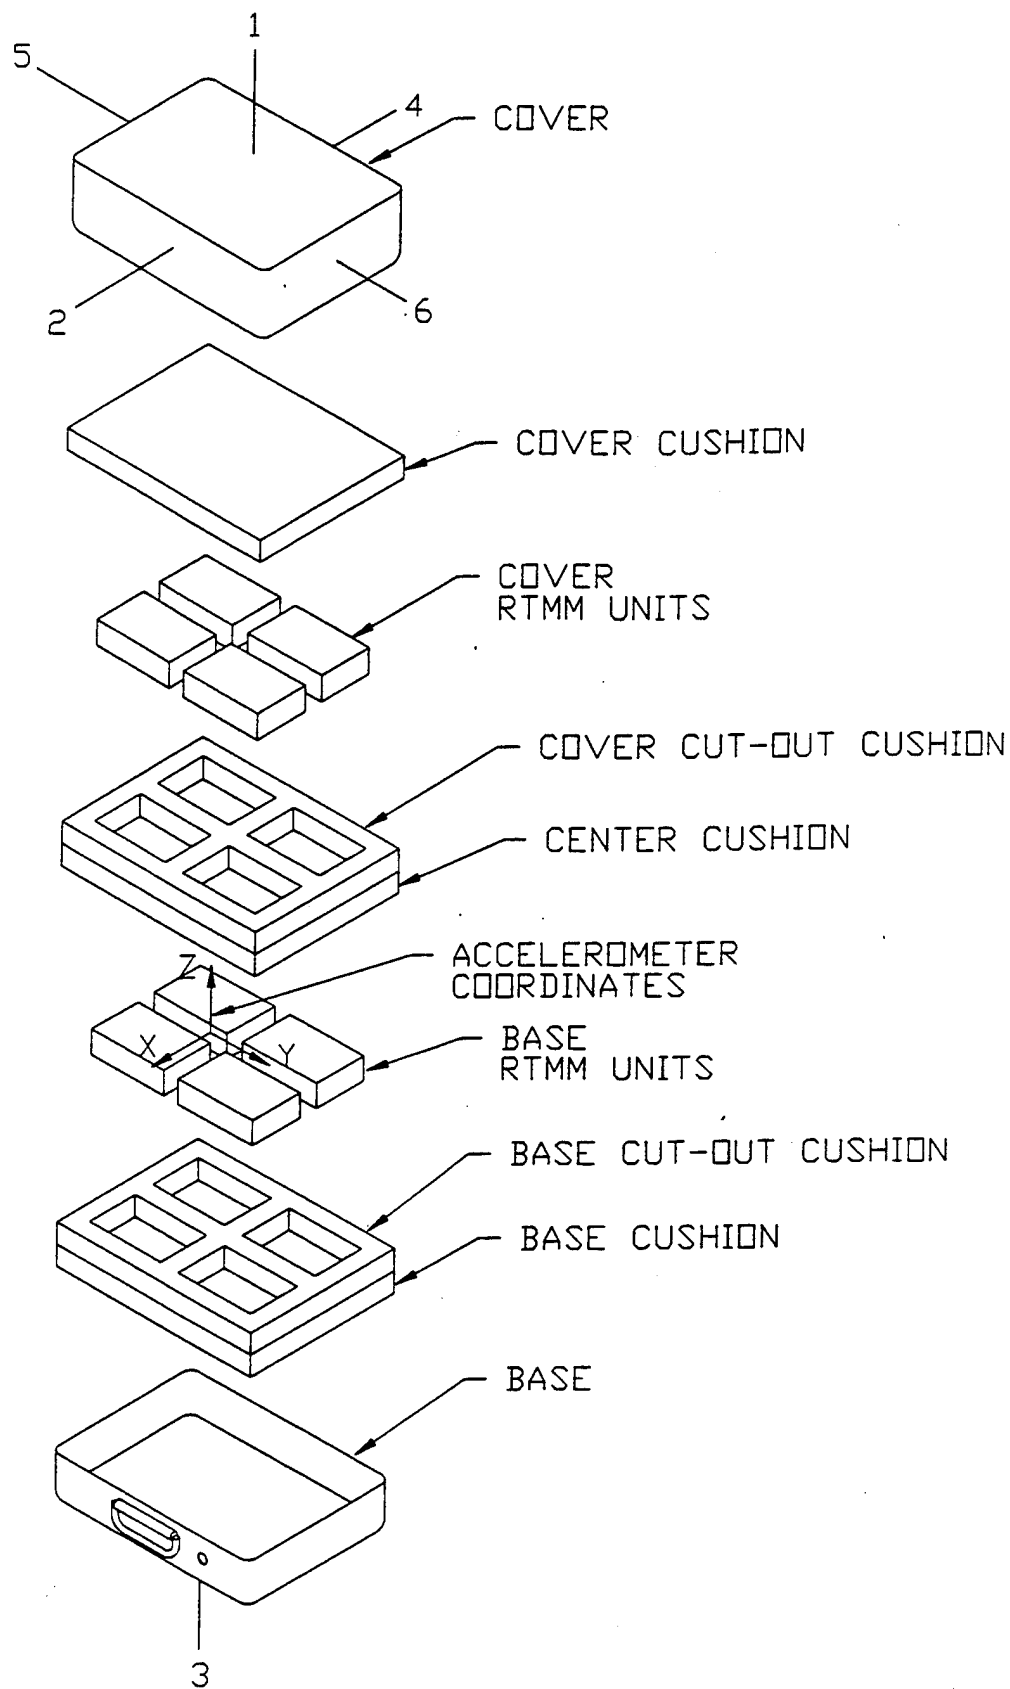 1
5
4
COVER
2
6
COVER CUSHION
COVER
RTMM UNITS
COVER CUT-OUT CUSHION
CENTER CUSHION
Z
ACCELEROMETER
COORDINATES
X
Y
BASE
RTMM UNITS
BASE CUT-OUT CUSHION
BASE CUSHION
BASE
3